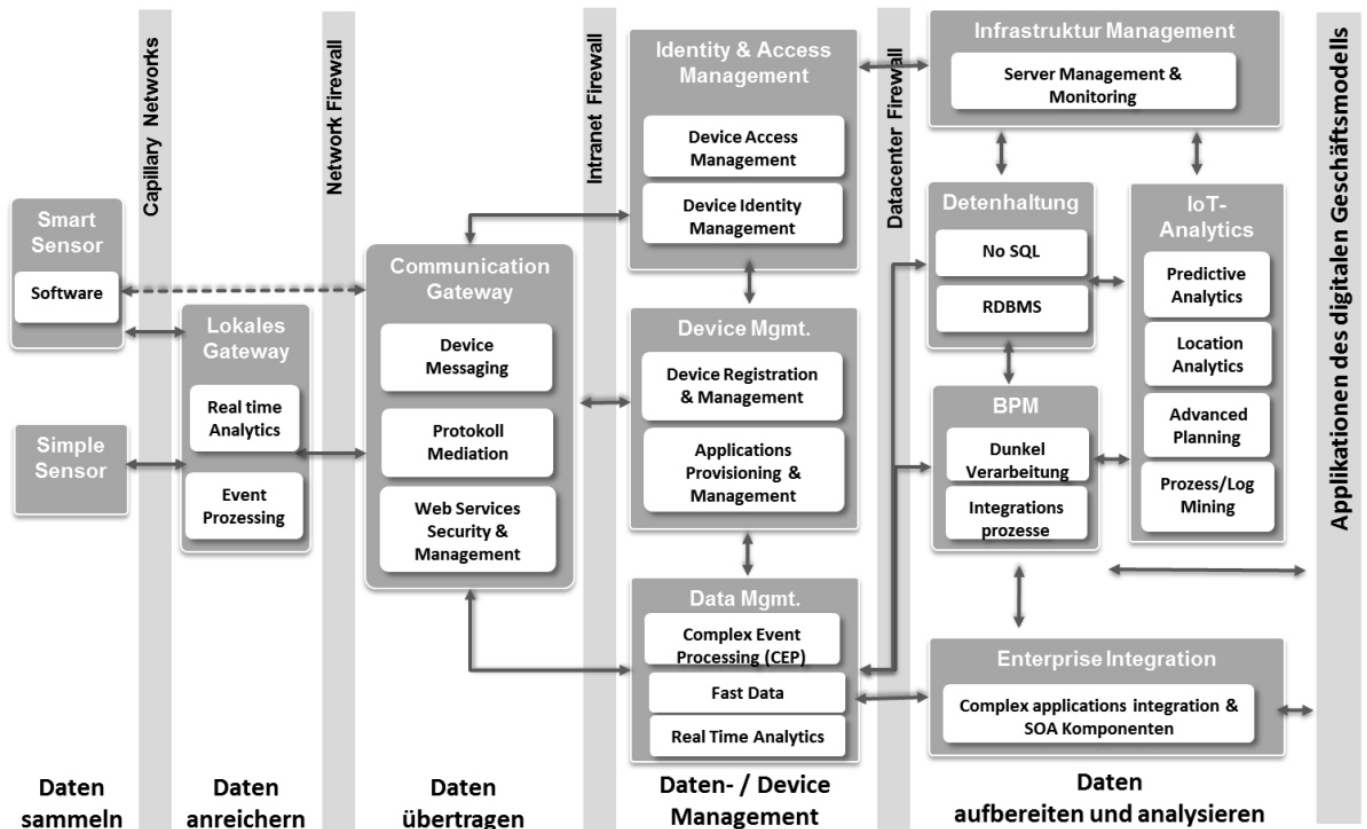 Capillary Networks
Network Firewall
Intranet Firewall
Datacenter Firewall
Applikationen des digitalen Geschäftsmodells
Smart
Sensor
Software
Simple
Sensor
Lokales
Gateway
Real time
Analytics
Event
Prozessing
Communication
Gateway
Device
Messaging
Protokoll
Mediation
Web Services
Security &
Management
Identity & Access
Management
Device Access
Management
Device Identity
Management
Device Mgmt.
Device Registration
& Management
Applications
Provisioning &
Management
Data Mgmt.
Complex Event
Processing (CEP)
Fast Data
Real Time Analytics
Infrastruktur Management
Server Management &
Monitoring
Detenhaltung
No SQL
RDBMS
IoT-
Analytics
Predictive
Analytics
Location
Analytics
Advanced
Planning
Prozess/Log
Mining
BPM
Dunkel
Verarbeitung
Integrations
prozesse
Enterprise Integration
Complex applications integration &
SOA Komponenten
Daten
sammeln
Daten
anreichern
Daten
übertragen
Daten- / Device
Management
Daten
aufbereiten und analysieren